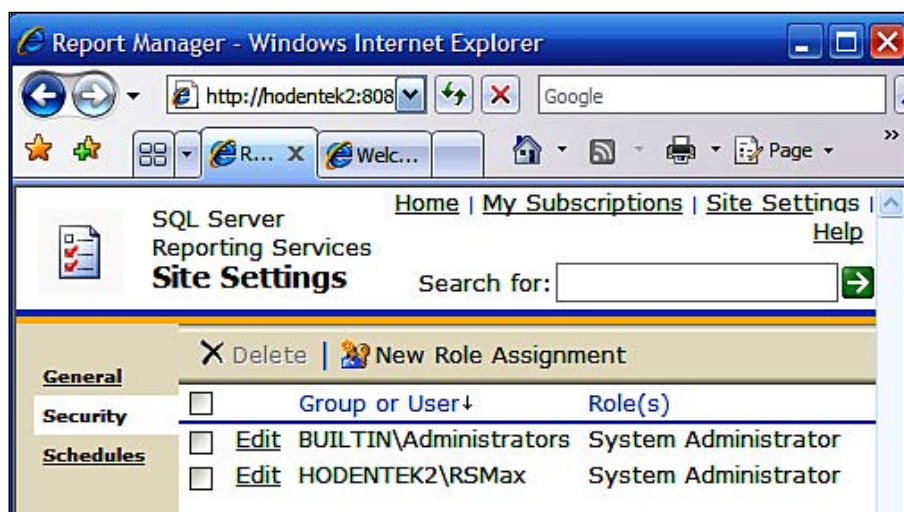 Report Manager - Windows Internet Explorer
http://hodentek2:808
Google
R... X
Welc...
Page
»
SQL Server
Reporting Services
Site Settings
Home | My Subscriptions | Site Settings |
Help
Search for:
Delete | New Role Assignment
General
Security
Schedules
Group or User↓ Role(s)
Edit BUILTIN\Administrators System Administrator
Edit HODENTEK2\RSMax System Administrator